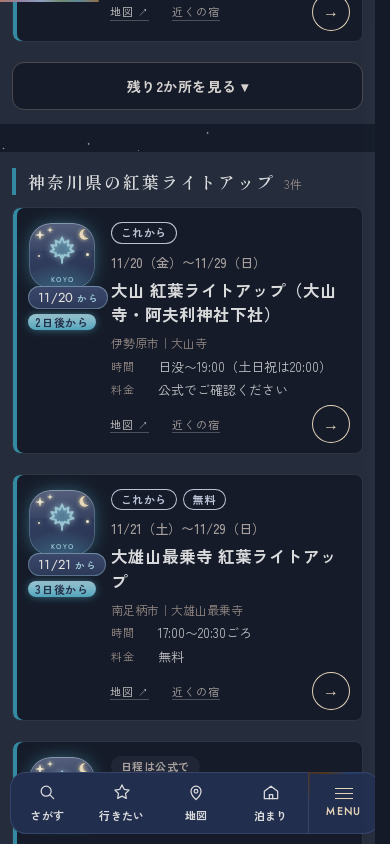 地図 ↗ 近くの宿 →
残り2か所を見る ▾
神奈川県の紅葉ライトアップ 3件
これから
11/20（金）〜11/29（日）
KOYO
11/20 から
2日後から
大山 紅葉ライトアップ（大山
寺・阿夫利神社下社）
伊勢原市｜大山寺
時間 日没〜19:00（土日祝は20:00）
料金 公式でご確認ください
地図 ↗ 近くの宿 →
これから 無料
11/21（土）〜11/29（日）
KOYO
11/21 から
3日後から
大雄山最乗寺 紅葉ライトアッ
プ
南足柄市｜大雄山最乗寺
時間 17:00〜20:30ごろ
料金 無料
地図 ↗ 近くの宿 →
日程は公式で
さがす 行きたい 地図 泊まり MENU